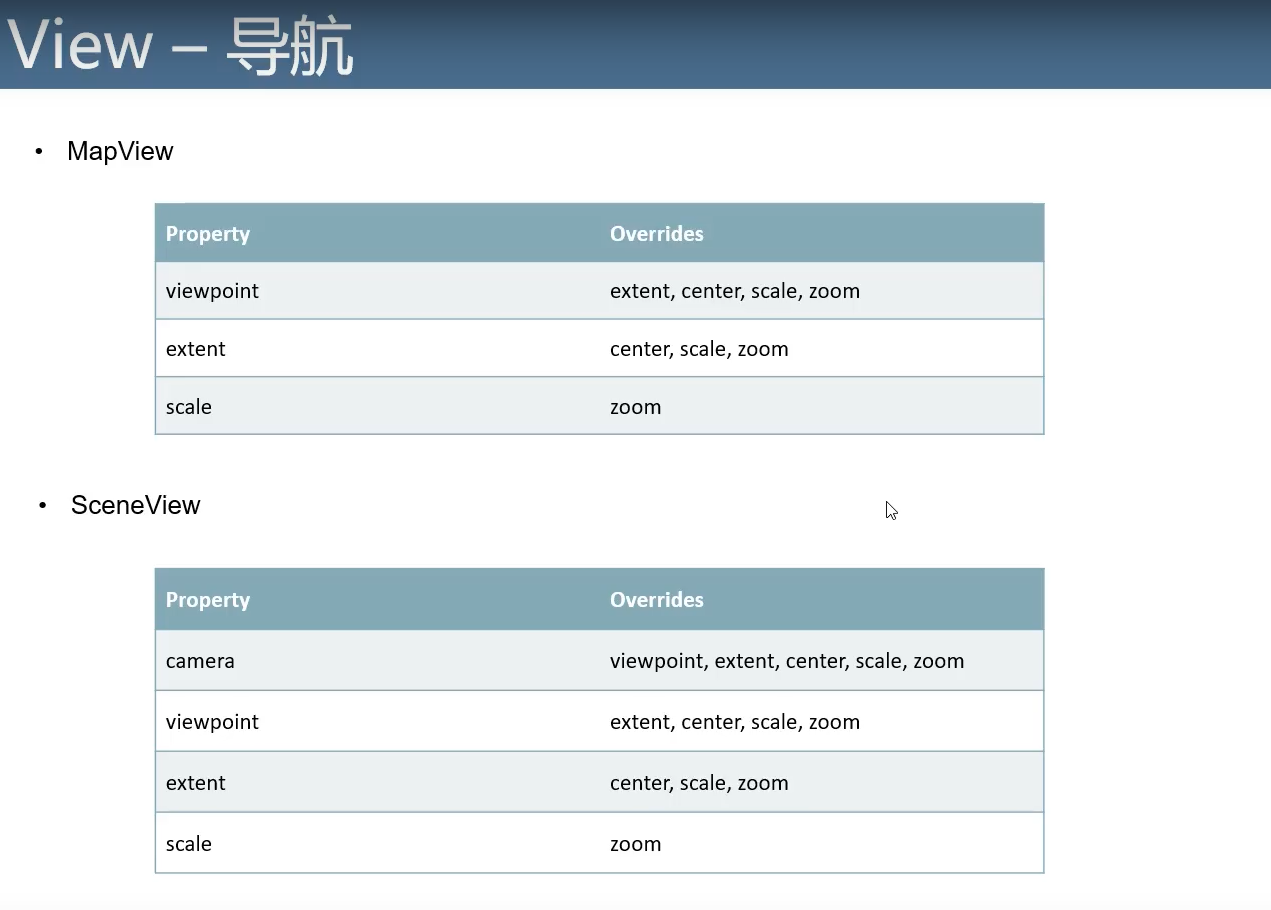 View – 导航
• MapView
Property Overrides
viewpoint extent, center, scale, zoom
extent center, scale, zoom
scale zoom
• SceneView
Property Overrides
camera viewpoint, extent, center, scale, zoom
viewpoint extent, center, scale, zoom
extent center, scale, zoom
scale zoom